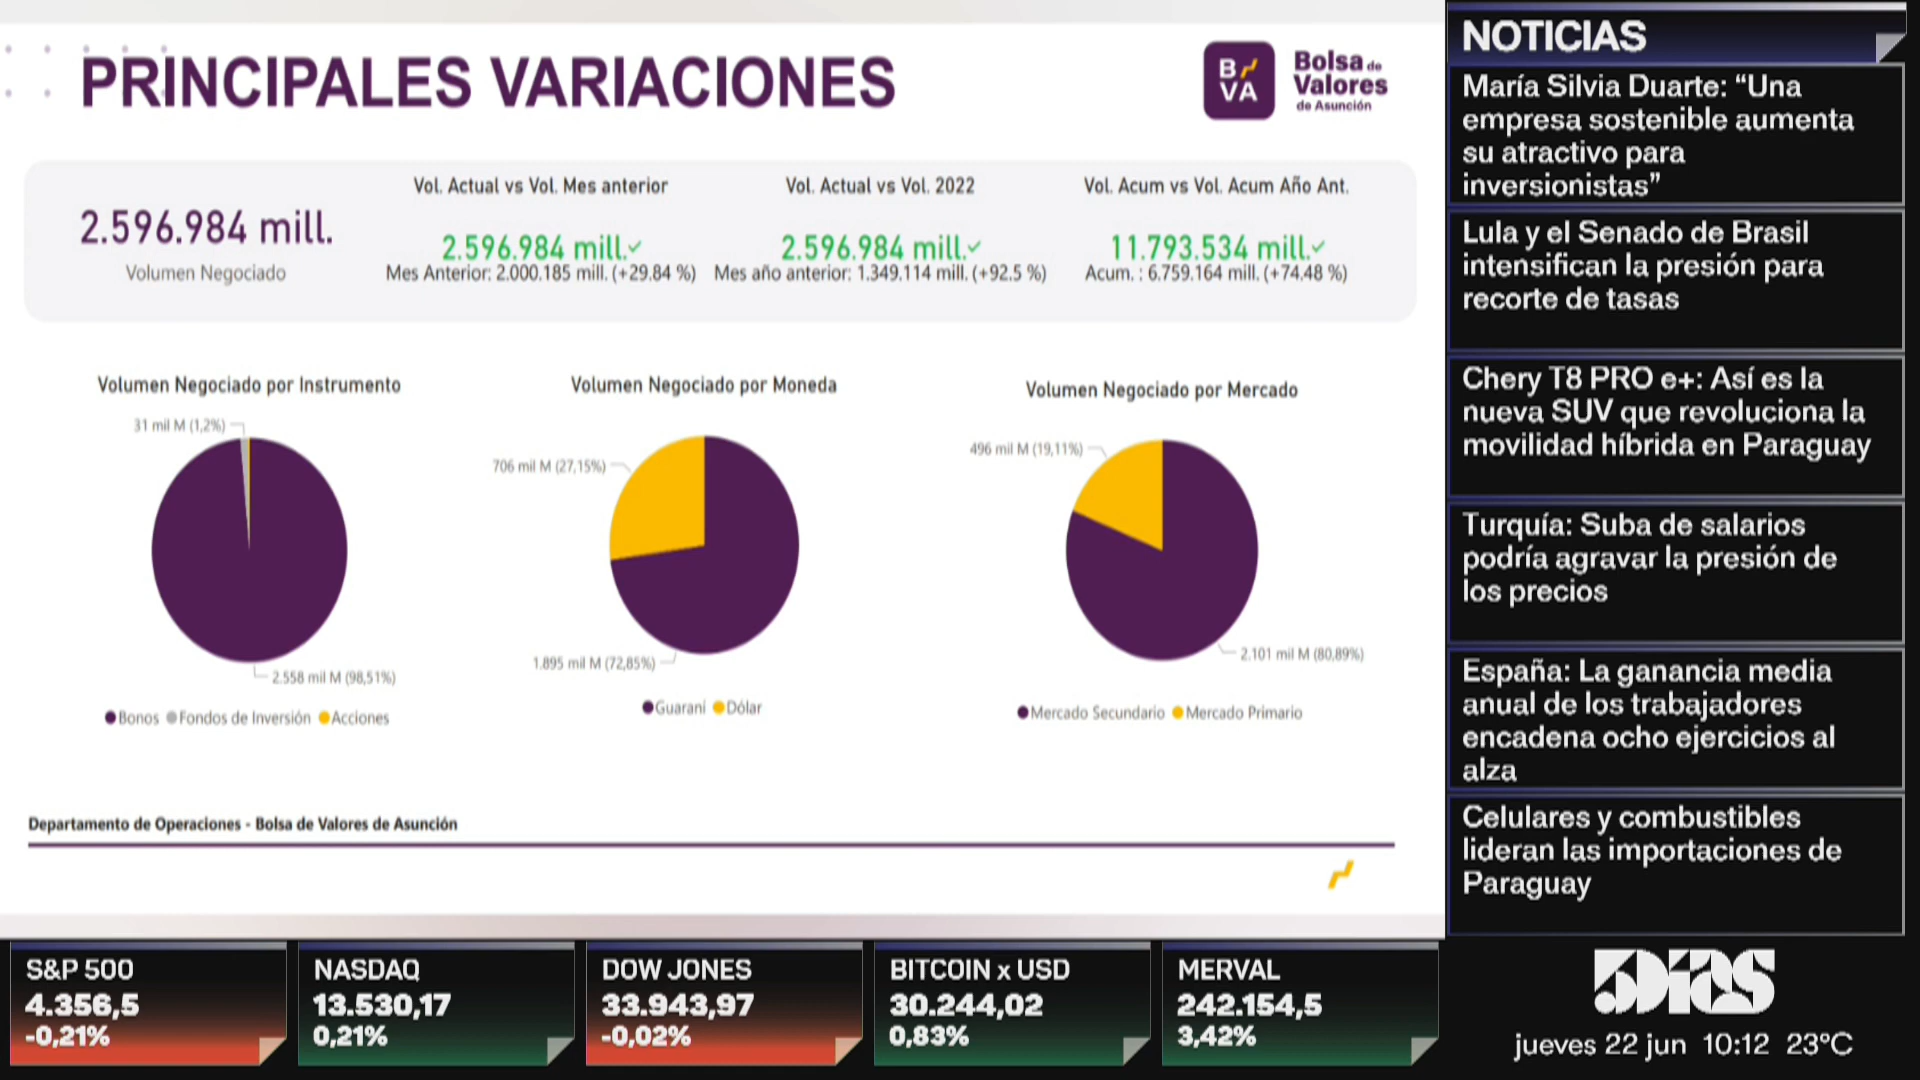 PRINCIPALES VARIACIONES
B
VA
Bolsa de
Valores
de Asunción
2.596.984 mill.
Volumen Negociado
Vol. Actual vs Vol. Mes anterior
2.596.984 mill.✓
Mes Anterior: 2.000.185 mill. (+29.84 %)
Vol. Actual vs Vol. 2022
2.596.984 mill.✓
Mes año anterior: 1.349.114 mill. (+92.5 %)
Vol. Acum vs Vol. Acum Año Ant.
11.793.534 mill.✓
Acum. : 6.759.164 mill. (+74.48 %)
Volumen Negociado por Instrumento
31 mil M (1,2%)
2.558 mil M (98,51%)
Bonos Fondos de Inversión Acciones
Volumen Negociado por Moneda
706 mil M (27,15%)
1.895 mil M (72,85%)
Guaraní Dólar
Volumen Negociado por Mercado
496 mil M (19,11%)
2.101 mil M (80,89%)
Mercado Secundario Mercado Primario
Departamento de Operaciones - Bolsa de Valores de Asunción
NOTICIAS
María Silvia Duarte: “Una
empresa sostenible aumenta
su atractivo para
inversionistas”
Lula y el Senado de Brasil
intensifican la presión para
recorte de tasas
Chery T8 PRO e+: Así es la
nueva SUV que revoluciona la
movilidad híbrida en Paraguay
Turquía: Suba de salarios
podría agravar la presión de
los precios
España: La ganancia media
anual de los trabajadores
encadena ocho ejercicios al
alza
Celulares y combustibles
lideran las importaciones de
Paraguay
S&P 500
4.356,5
-0,21%
NASDAQ
13.530,17
0,21%
DOW JONES
33.943,97
-0,02%
BITCOIN x USD
30.244,02
0,83%
MERVAL
242.154,5
3,42%
5DIAS
jueves 22 jun 10:12 23°C